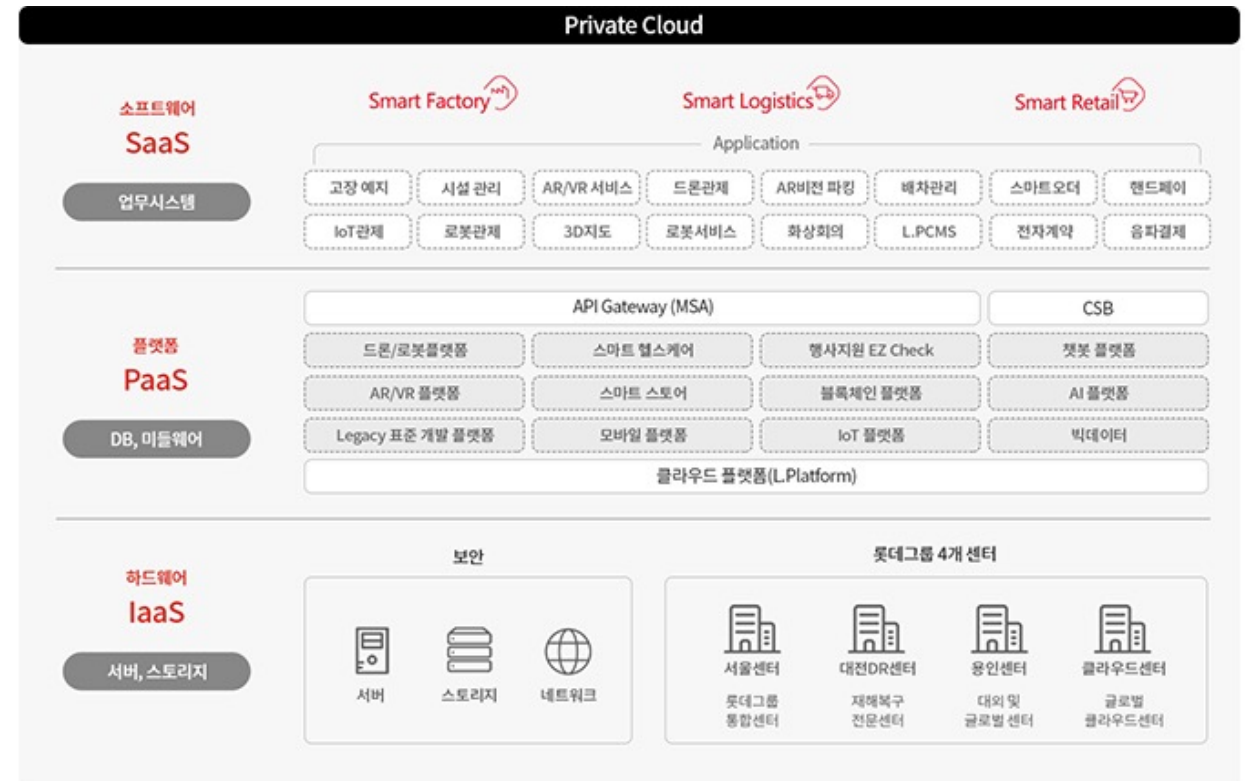 Private Cloud
소프트웨어
SaaS
업무시스템
Smart Factory
Smart Logistics
Smart Retail
Application
고장 예지
시설 관리
AR/VR 서비스
드론관제
AR비전 파킹
배차관리
스마트오더
핸드페이
IoT관제
로봇관제
3D지도
로봇서비스
화상회의
L.PCMS
전자계약
음파결제
플랫폼
PaaS
DB, 미들웨어
API Gateway (MSA)
CSB
드론/로봇플랫폼
스마트 헬스케어
행사지원 EZ Check
챗봇 플랫폼
AR/VR 플랫폼
스마트 스토어
블록체인 플랫폼
AI 플랫폼
Legacy 표준 개발 플랫폼
모바일 플랫폼
IoT 플랫폼
빅데이터
클라우드 플랫폼(L.Platform)
하드웨어
IaaS
서버, 스토리지
보안
서버
스토리지
네트워크
롯데그룹 4개 센터
서울센터
롯데그룹
통합센터
대전DR센터
재해복구
전문센터
용인센터
대외 및
글로벌 센터
클라우드센터
글로벌
클라우드센터